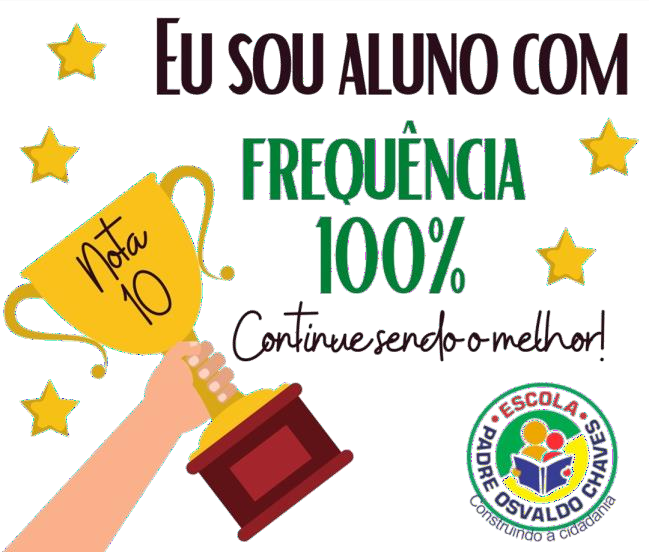 EU SOU ALUNO COM
FREQUÊNCIA
100%
Nota
10
Continue sendo o melhor!
ESCOLA
PADRE OSVALDO CHAVES
Construindo a cidadania